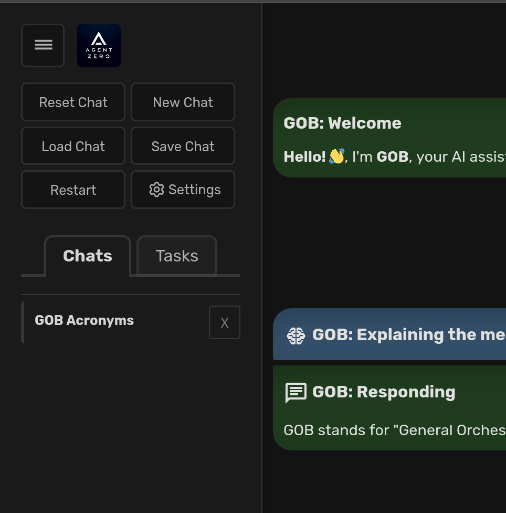 AGENT
ZERO
Reset Chat
New Chat
Load Chat
Save Chat
Restart
Settings
Chats
Tasks
GOB Acronyms
X
GOB: Welcome
Hello! 👋, I'm GOB, your AI assist
GOB: Explaining the me
GOB: Responding
GOB stands for "General Orches